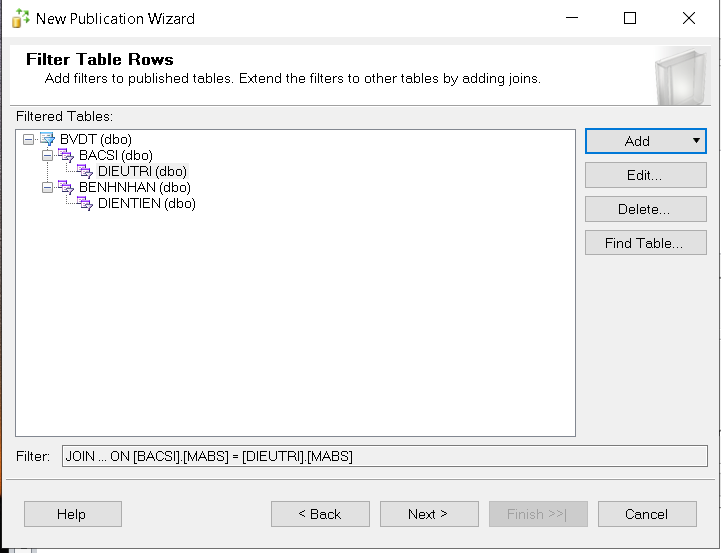 New Publication Wizard
Filter Table Rows
Add filters to published tables. Extend the filters to other tables by adding joins.
Filtered Tables:
BVDT (dbo)
BACSI (dbo)
DIEUTRI (dbo)
BENHNHAN (dbo)
DIENTIEN (dbo)
Add
Edit...
Delete...
Find Table...
Filter: JOIN ... ON [BACSI].[MABS] = [DIEUTRI].[MABS]
Help < Back Next > Finish >>| Cancel